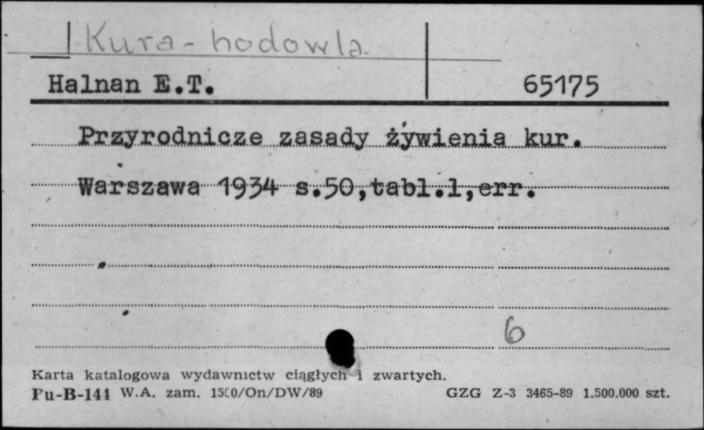 Kura - hodowla
Halnan E.T. 65175
Przyrodnicze zasady żywienia kur.
Warszawa 1934 s.50,tabl.1,err.
6
Karta katalogowa wydawnictw ciągłych i zwartych.
Pu-B-141 W.A. zam. 1500/On/DW/89 GZG Z-3 3465-89 1.500.000 szt.